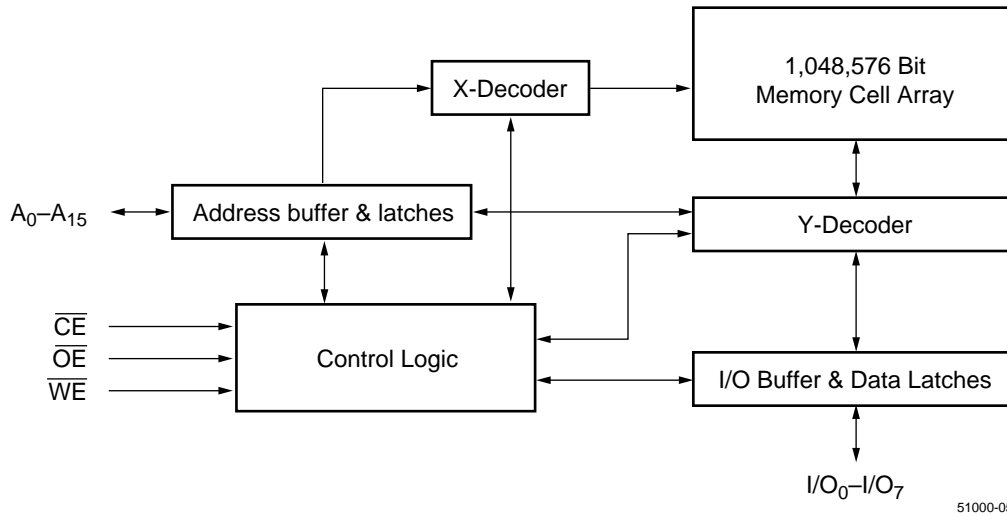 1,048,576 Bit
Memory Cell Array
X-Decoder
A0–A15
Address buffer & latches
Y-Decoder
CE
OE
WE
Control Logic
I/O Buffer & Data Latches
I/O0–I/O7